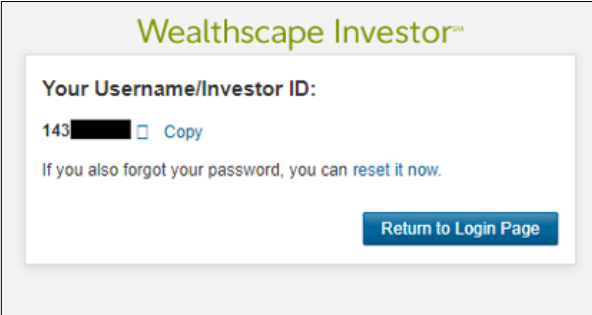 Wealthscape Investor℠
Your Username/Investor ID:
143 Copy
If you also forgot your password, you can reset it now.
Return to Login Page